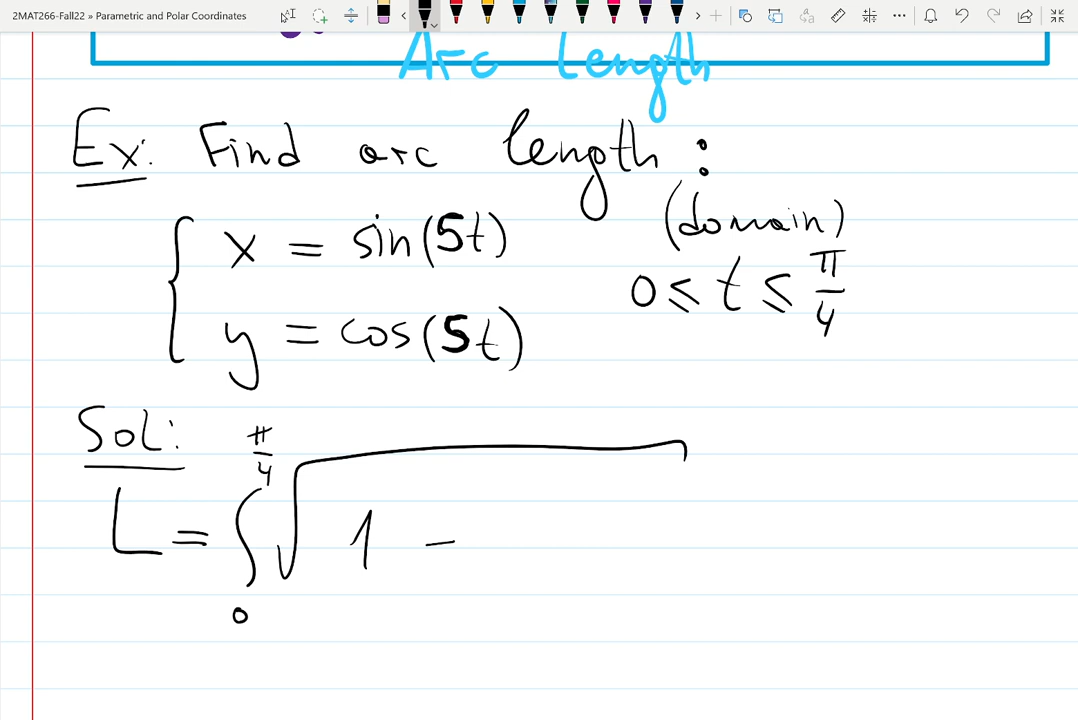 2MAT266-Fall22 » Parametric and Polar Coordinates
Arc Length
Ex: Find arc length:
x = sin(5t)
(domain)
0 ≤ t ≤ π/4
y = cos(5t)
Sol:
L = ∫₀^(π/4) √(1 –